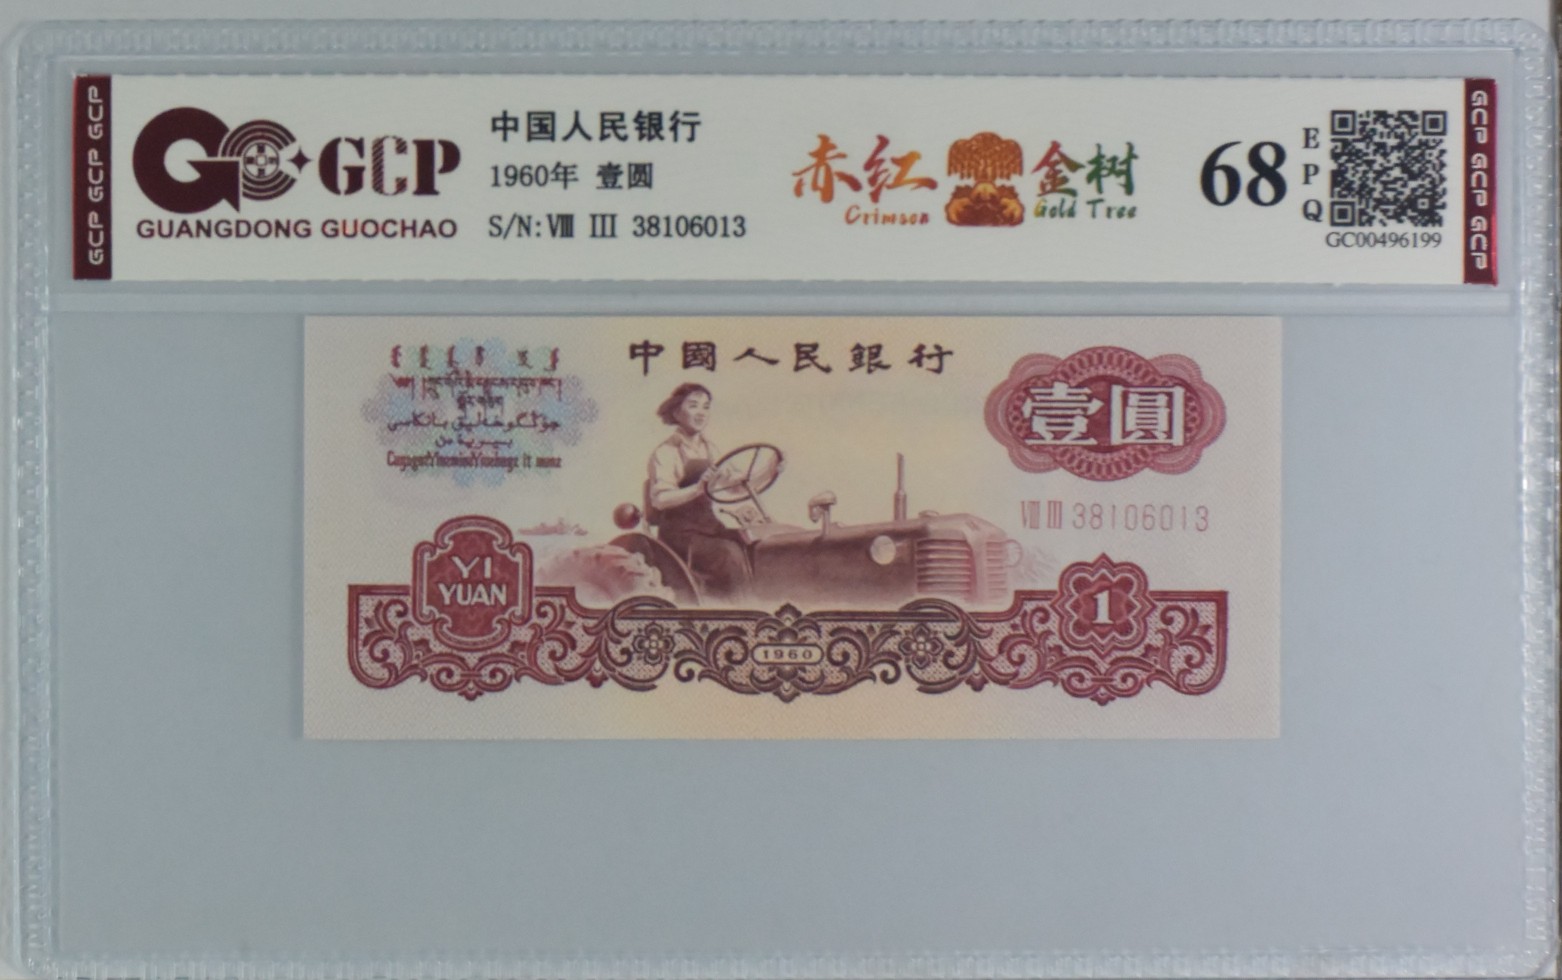 GCP GCP GCP
GCP
GUANGDONG GUOCHAO
中国人民银行
1960年 壹圆
S/N: Ⅷ Ⅲ 38106013
赤红
Crimson
金树
Gold Tree
68
EPQ
GC00496199
GCP GCP GCP
中國人民銀行
壹圓
Ⅷ Ⅲ 38106013
YI
YUAN
1960
1